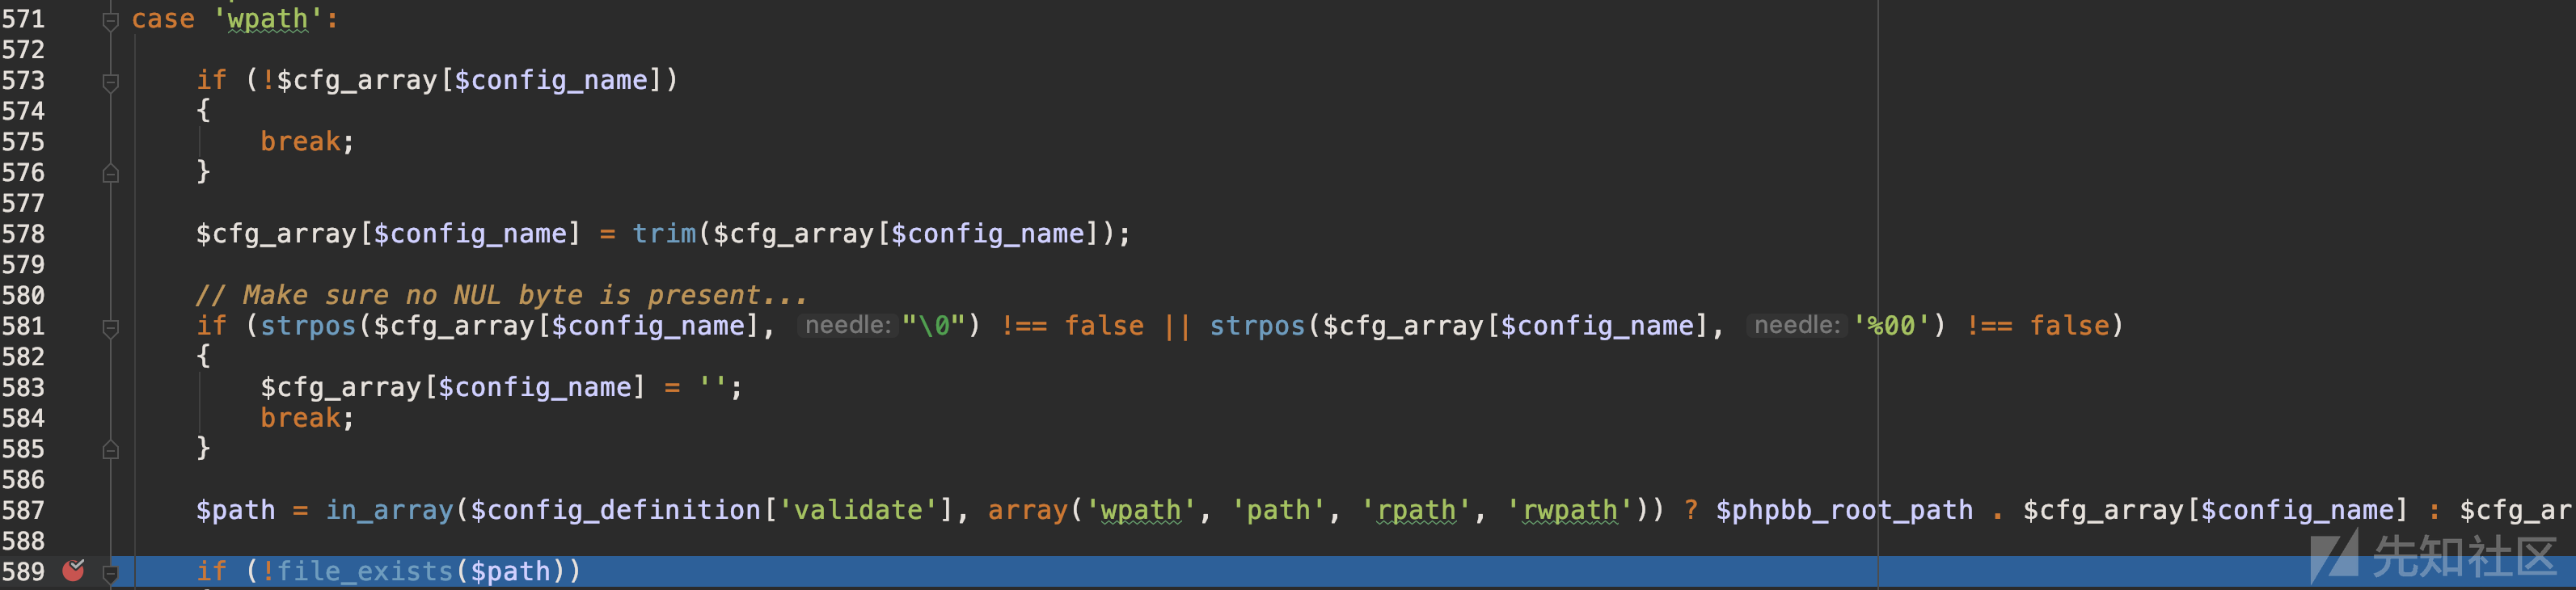 571 case 'wpath':
572
573 if (!$cfg_array[$config_name])
574 {
575 break;
576 }
577
578 $cfg_array[$config_name] = trim($cfg_array[$config_name]);
579
580 // Make sure no NUL byte is present...
581 if (strpos($cfg_array[$config_name], needle: "\0") !== false || strpos($cfg_array[$config_name], needle: '%00') !== false)
582 {
583 $cfg_array[$config_name] = '';
584 break;
585 }
586
587 $path = in_array($config_definition['validate'], array('wpath', 'path', 'rpath', 'rwpath')) ? $phpbb_root_path . $cfg_array[$config_name] : $cfg_ar
588
589 if (!file_exists($path))
先知社区